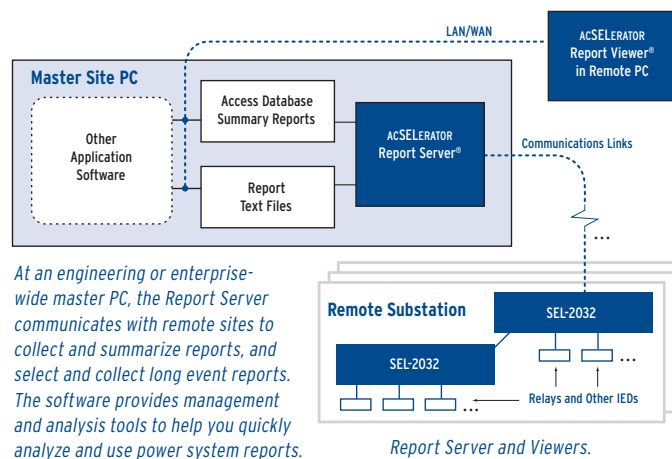 LAN/WAN
ACSELERATOR
Report Viewer®
in Remote PC
Master Site PC
Other
Application
Software
Access Database
Summary Reports
Report
Text Files
ACSELERATOR
Report Server®
Communications Links
...
At an engineering or enterprise-
wide master PC, the Report Server
communicates with remote sites to
collect and summarize reports, and
select and collect long event reports.
The software provides management
and analysis tools to help you quickly
analyze and use power system reports.
Remote Substation
SEL-2032
SEL-2032
...
...
Relays and Other IEDs
Report Server and Viewers.